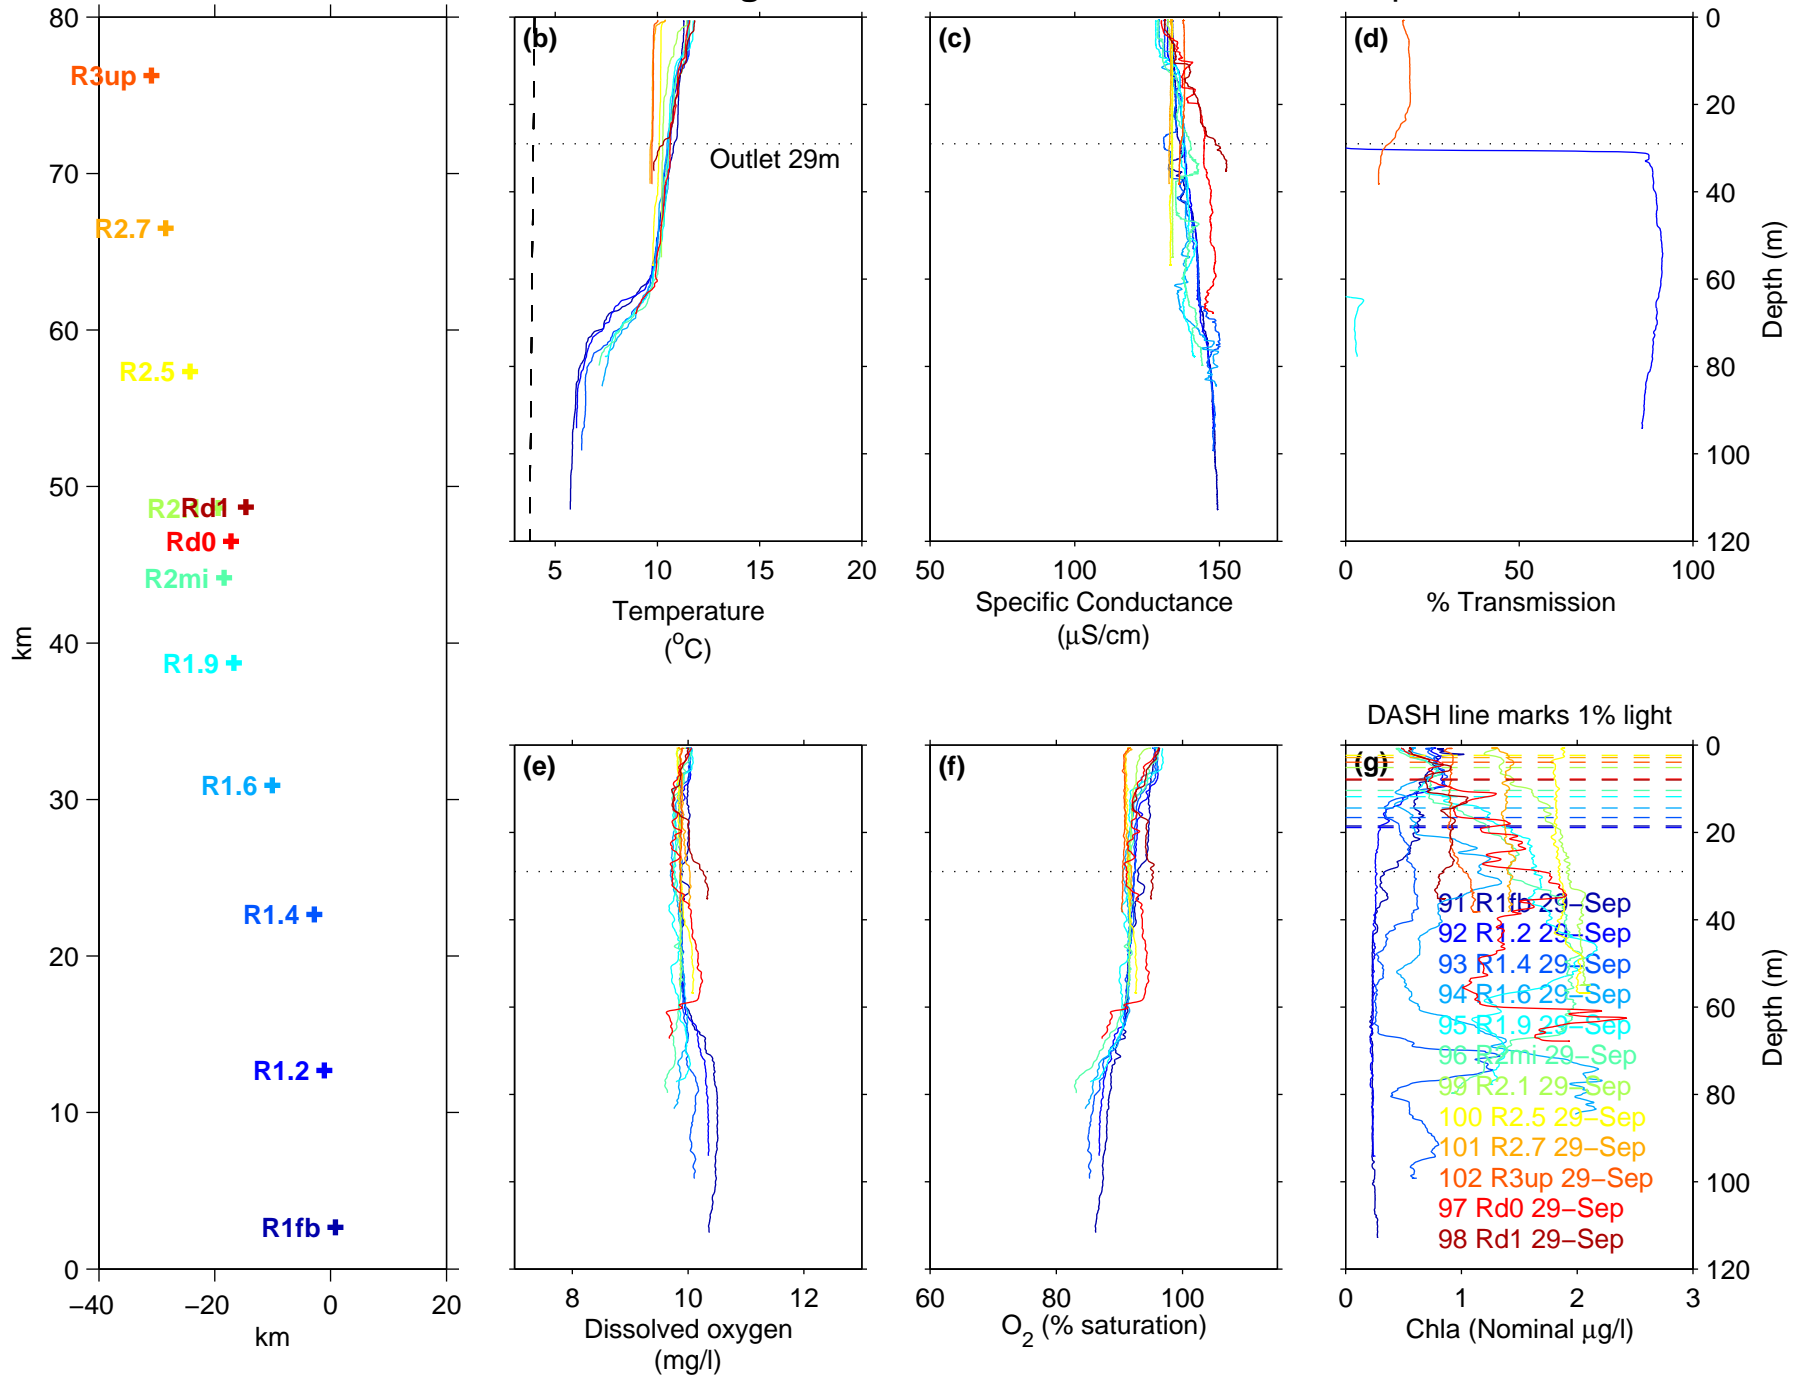 80
70
60
50
40
30
20
10
0
km
−40
−20
0
20
km
R3up
R2.7
R2.5
Rd1
Rd0
R2mi
R1.9
R1.6
R1.4
R1.2
R1fb
(b)
Outlet 29m
5
10
15
20
Temperature
(°C)
(c)
50
100
150
Specific Conductance
(µS/cm)
(d)
0
50
100
% Transmission
0
20
40
60
80
100
120
Depth (m)
(e)
8
10
12
Dissolved oxygen
(mg/l)
(f)
60
80
100
O2 (% saturation)
DASH line marks 1% light
(g)
91 R1fb 29−Sep
92 R1.2 29−Sep
93 R1.4 29−Sep
94 R1.6 29−Sep
95 R1.9 29−Sep
96 R2mi 29−Sep
99 R2.1 29−Sep
100 R2.5 29−Sep
101 R2.7 29−Sep
102 R3up 29−Sep
97 Rd0 29−Sep
98 Rd1 29−Sep
0
1
2
3
Chla (Nominal µg/l)
0
20
40
60
80
100
120
Depth (m)